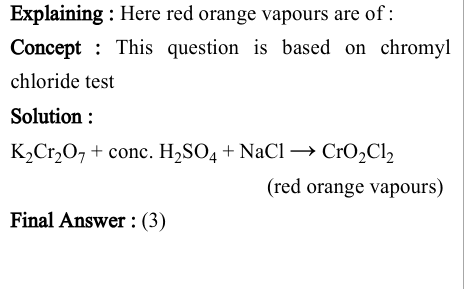 Explaining : Here red orange vapours are of :
Concept : This question is based on chromyl
chloride test
Solution :
K₂Cr₂O₇ + conc. H₂SO₄ + NaCl ⟶ CrO₂Cl₂
(red orange vapours)
Final Answer : (3)